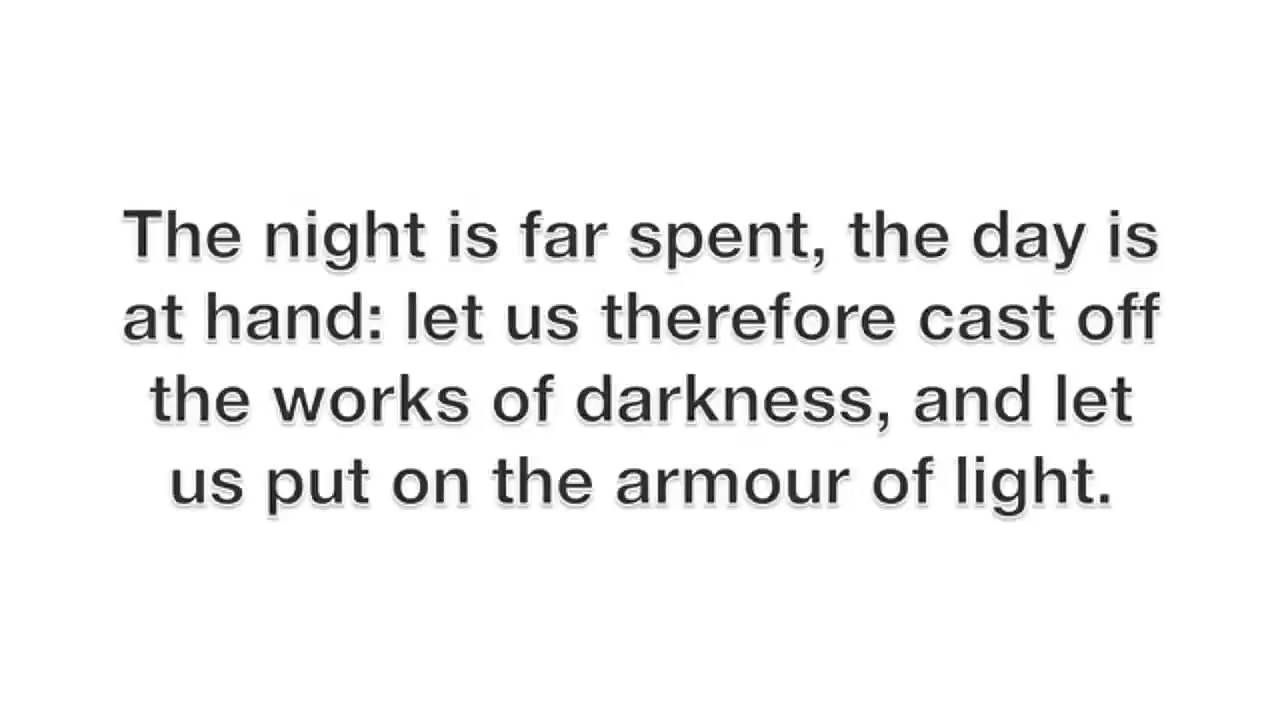 The night is far spent, the day is
at hand: let us therefore cast off
the works of darkness, and let
us put on the armour of light.